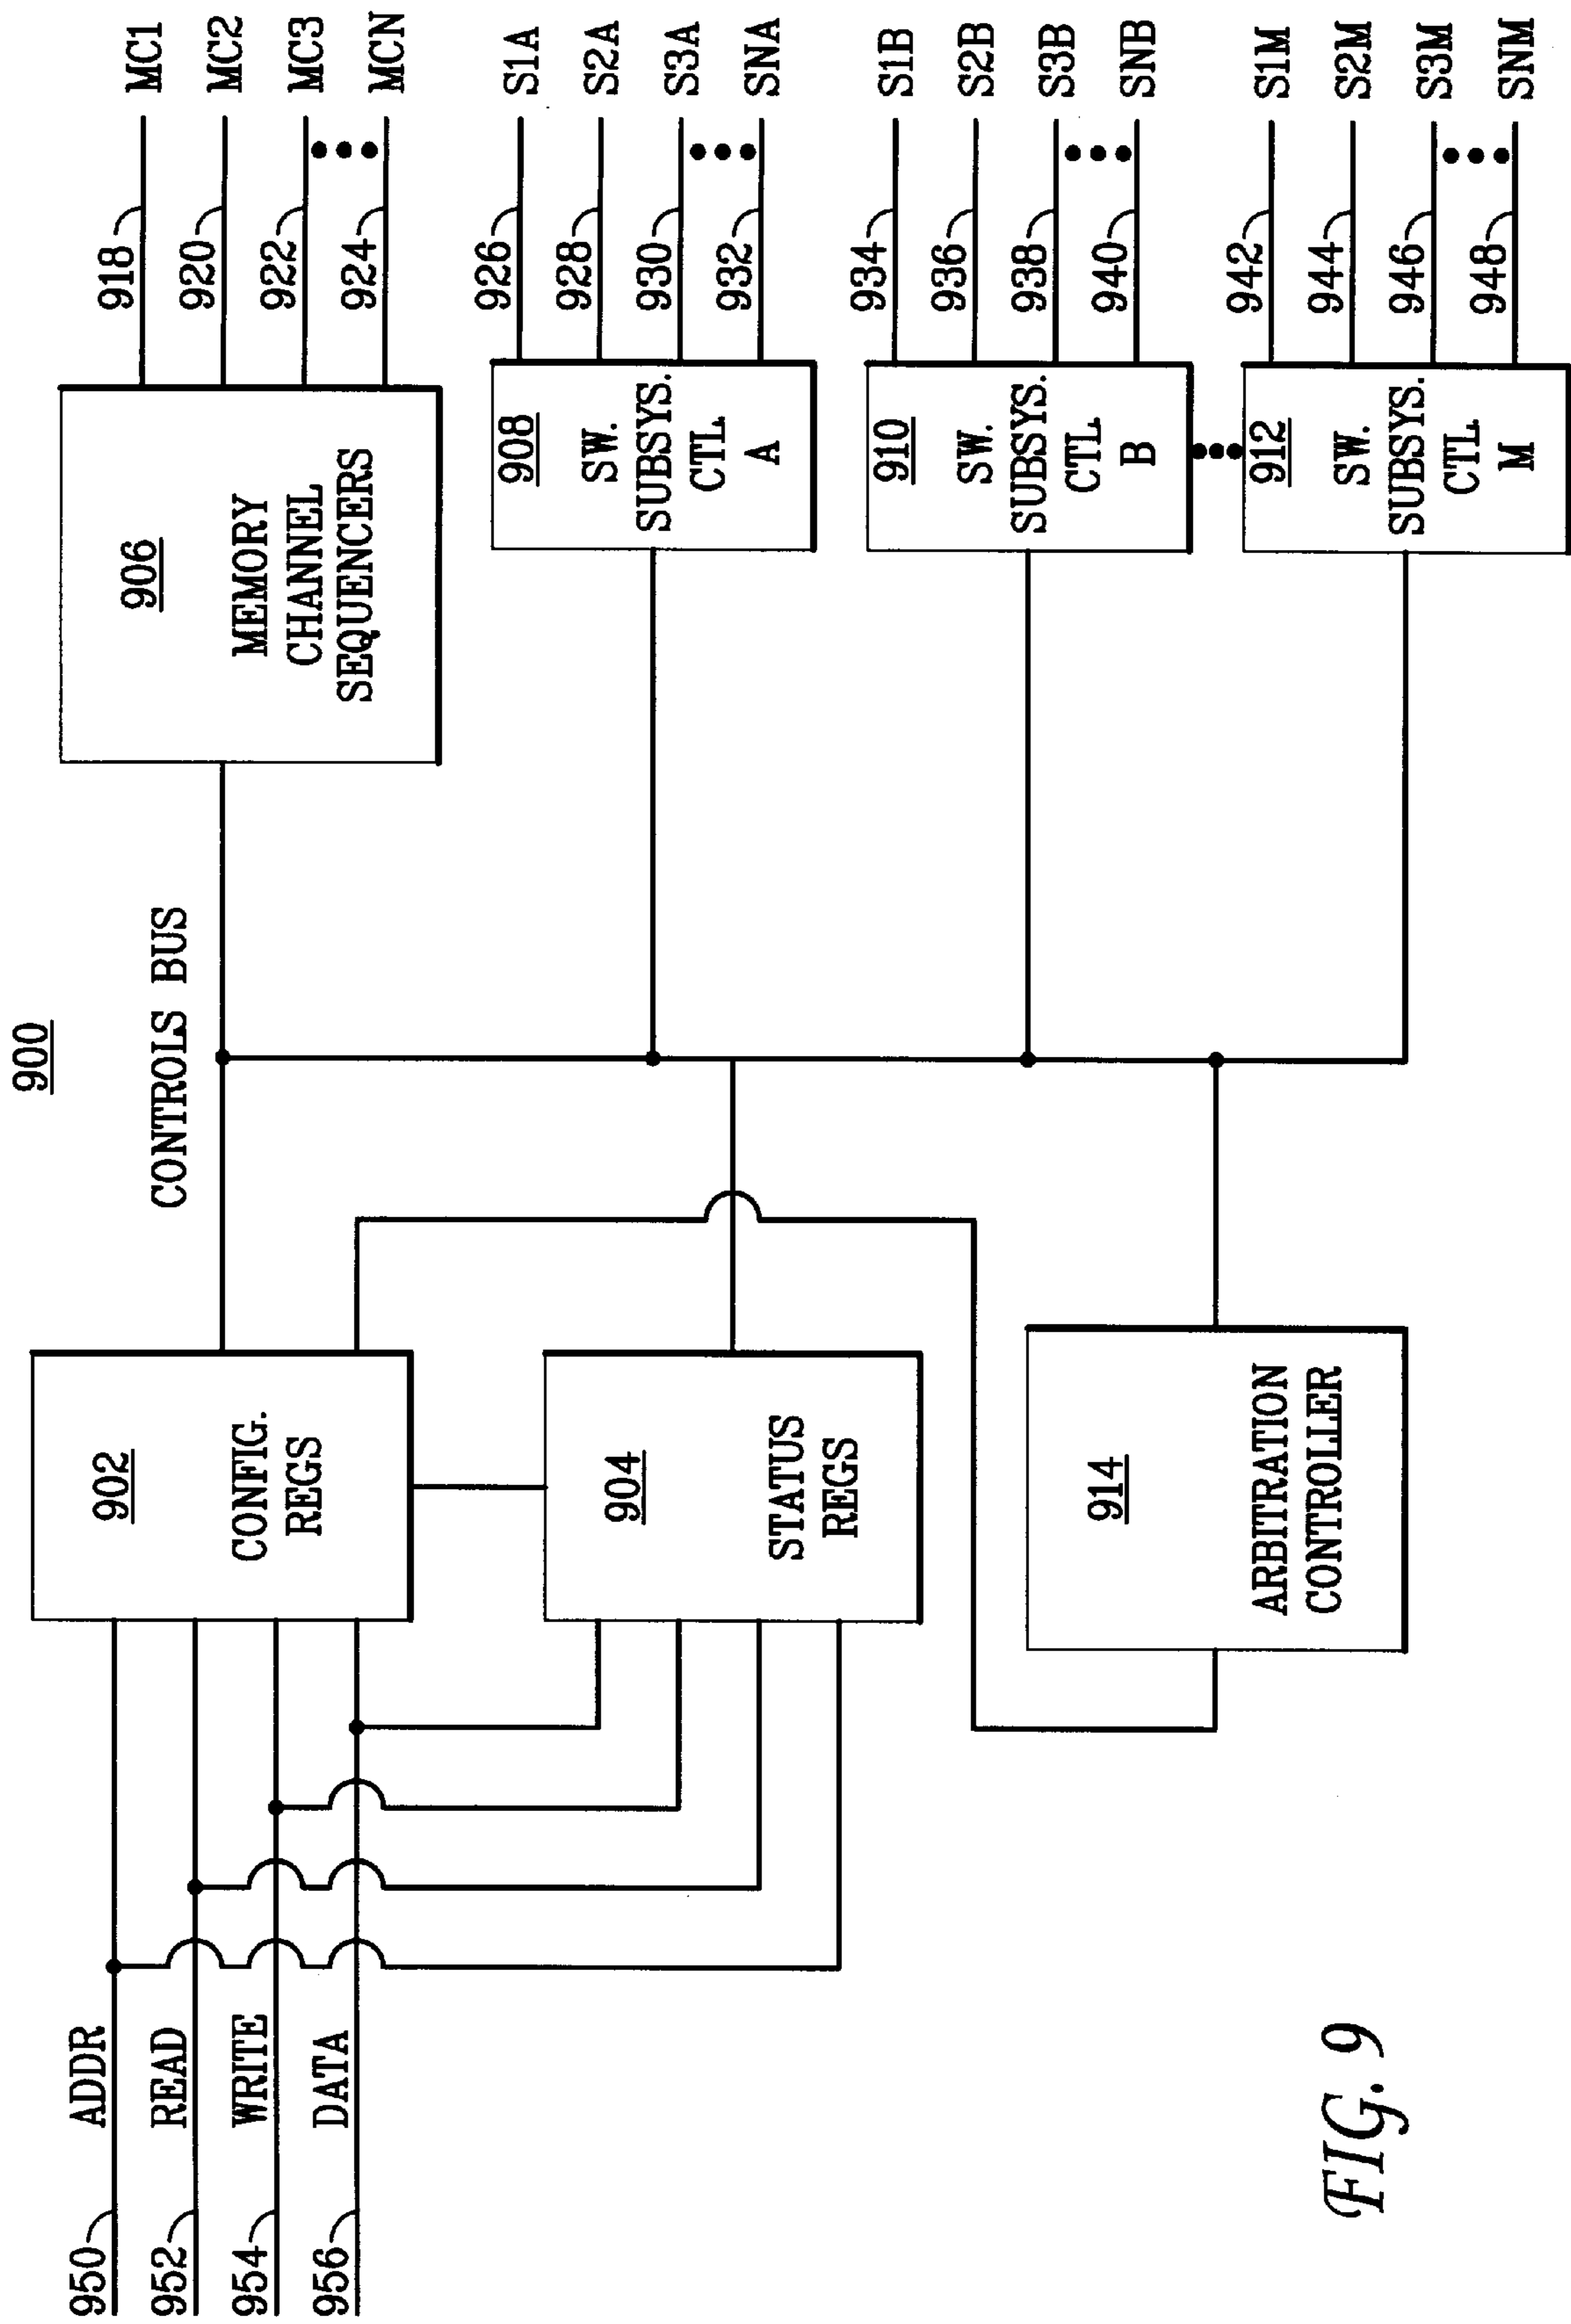 900
950
ADDR
952
READ
954
WRITE
956
DATA
902
CONFIG.
REGS
904
STATUS
REGS
914
ARBITRATION
CONTROLLER
CONTROLS BUS
906
MEMORY
CHANNEL
SEQUENCERS
918
MC1
920
MC2
922
MC3
924
MCN
908
SW.
SUBSYS.
CTL
A
926
S1A
928
S2A
930
S3A
932
SNA
910
SW.
SUBSYS.
CTL
B
934
S1B
936
S2B
938
S3B
940
SNB
912
SW.
SUBSYS.
CTL
M
942
S1M
944
S2M
946
S3M
948
SNM
FIG. 9